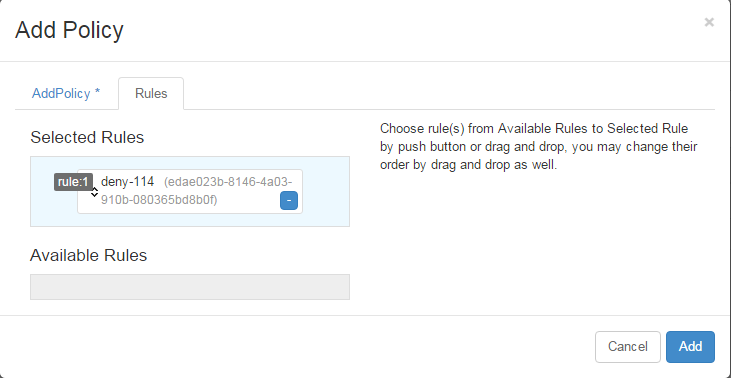 Add Policy
×
AddPolicy *
Rules
Selected Rules
rule:1
deny-114 (edae023b-8146-4a03-
910b-080365bd8b0f)
-
Available Rules
Choose rule(s) from Available Rules to Selected Rule
by push button or drag and drop, you may change their
order by drag and drop as well.
Cancel
Add